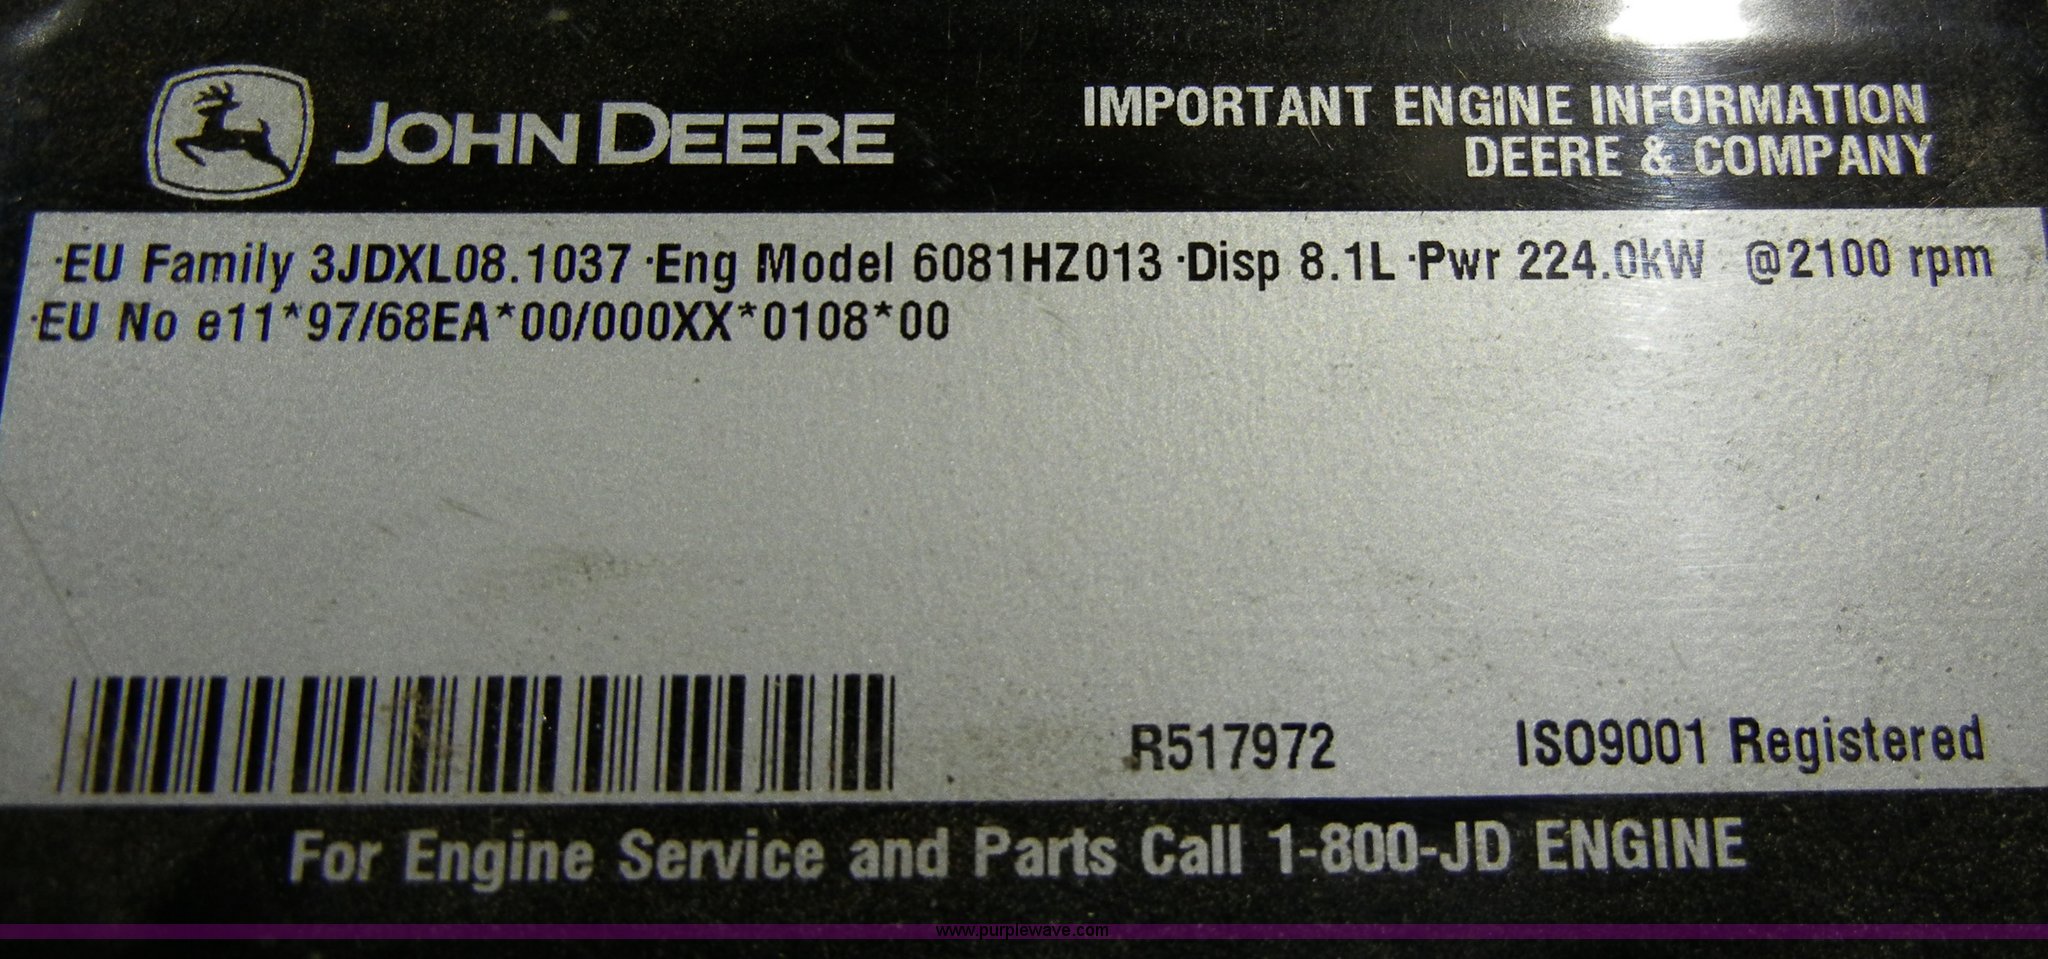 JOHN DEERE
IMPORTANT ENGINE INFORMATION
DEERE & COMPANY
·EU Family 3JDXL08.1037 ·Eng Model 6081HZ013 ·Disp 8.1L ·Pwr 224.0kW @2100 rpm
·EU No e11*97/68EA*00/000XX*0108*00
R517972 ISO9001 Registered
For Engine Service and Parts Call 1-800-JD ENGINE
www.purplewave.com